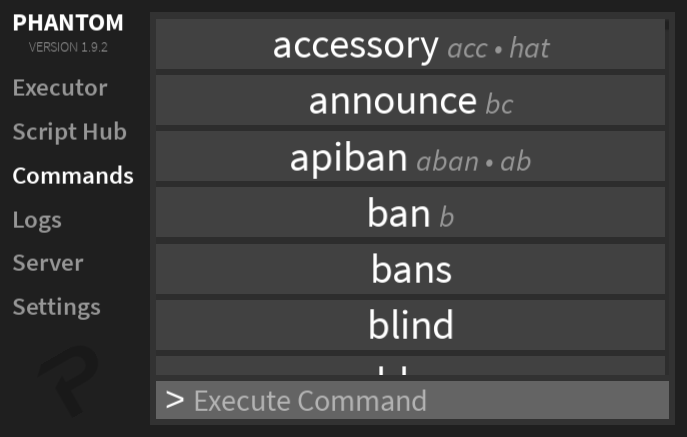 PHANTOM
VERSION 1.9.2
Executor
Script Hub
Commands
Logs
Server
Settings
accessory acc • hat
announce bc
apiban aban • ab
ban b
bans
blind
> Execute Command